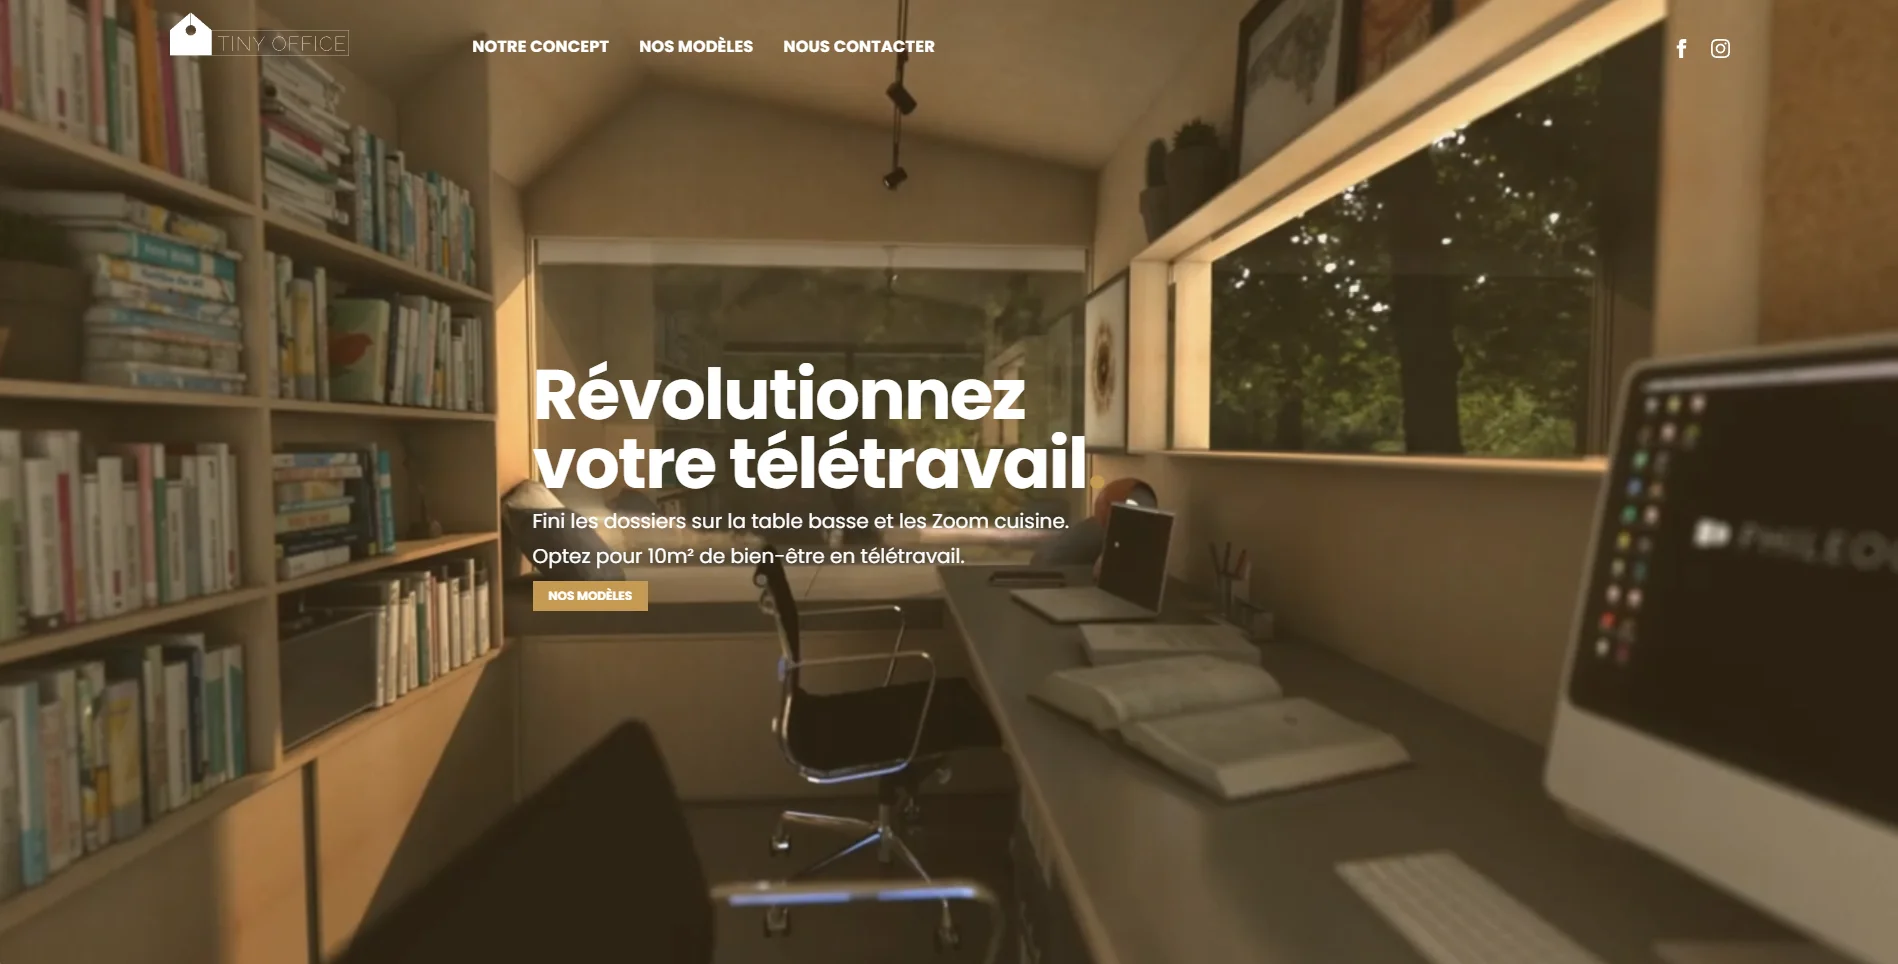 TINY OFFICE
NOTRE CONCEPT
NOS MODÈLES
NOUS CONTACTER
Révolutionnez
votre télétravail.
Fini les dossiers sur la table basse et les Zoom cuisine.
Optez pour 10m² de bien-être en télétravail.
NOS MODÈLES